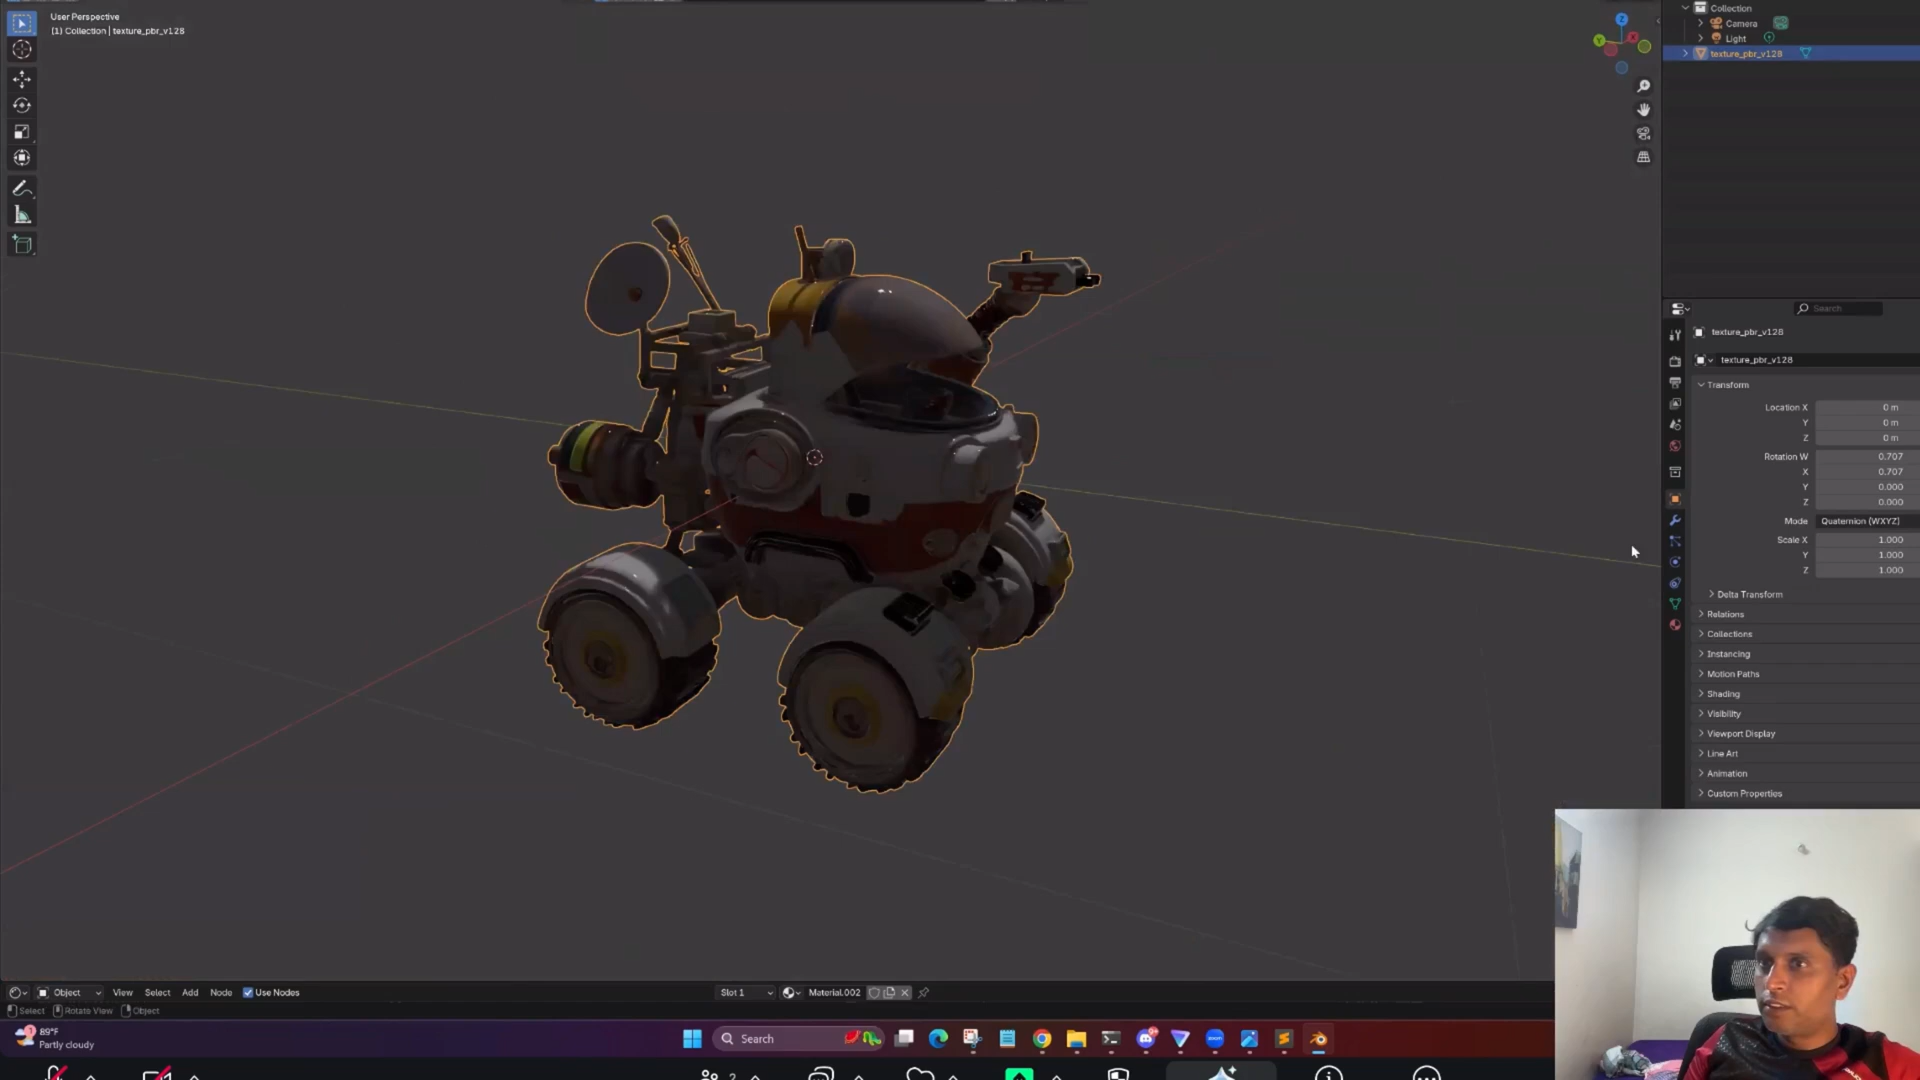 User Perspective
(1) Collection | texture_pbr_v128
Collection
Camera
Light
texture_pbr_v128
Search
texture_pbr_v128
texture_pbr_v128
Transform
Location X 0 m
Y 0 m
Z 0 m
Rotation W 0.707
X 0.707
Y 0.000
Z 0.000
Mode Quaternion (WXYZ)
Scale X 1.000
Y 1.000
Z 1.000
Delta Transform
Relations
Collections
Instancing
Motion Paths
Shading
Visibility
Viewport Display
Line Art
Animation
Custom Properties
Object View Select Add Node Use Nodes Slot 1 Material.002
Select Rotate View Object
89°F
Partly cloudy
Search